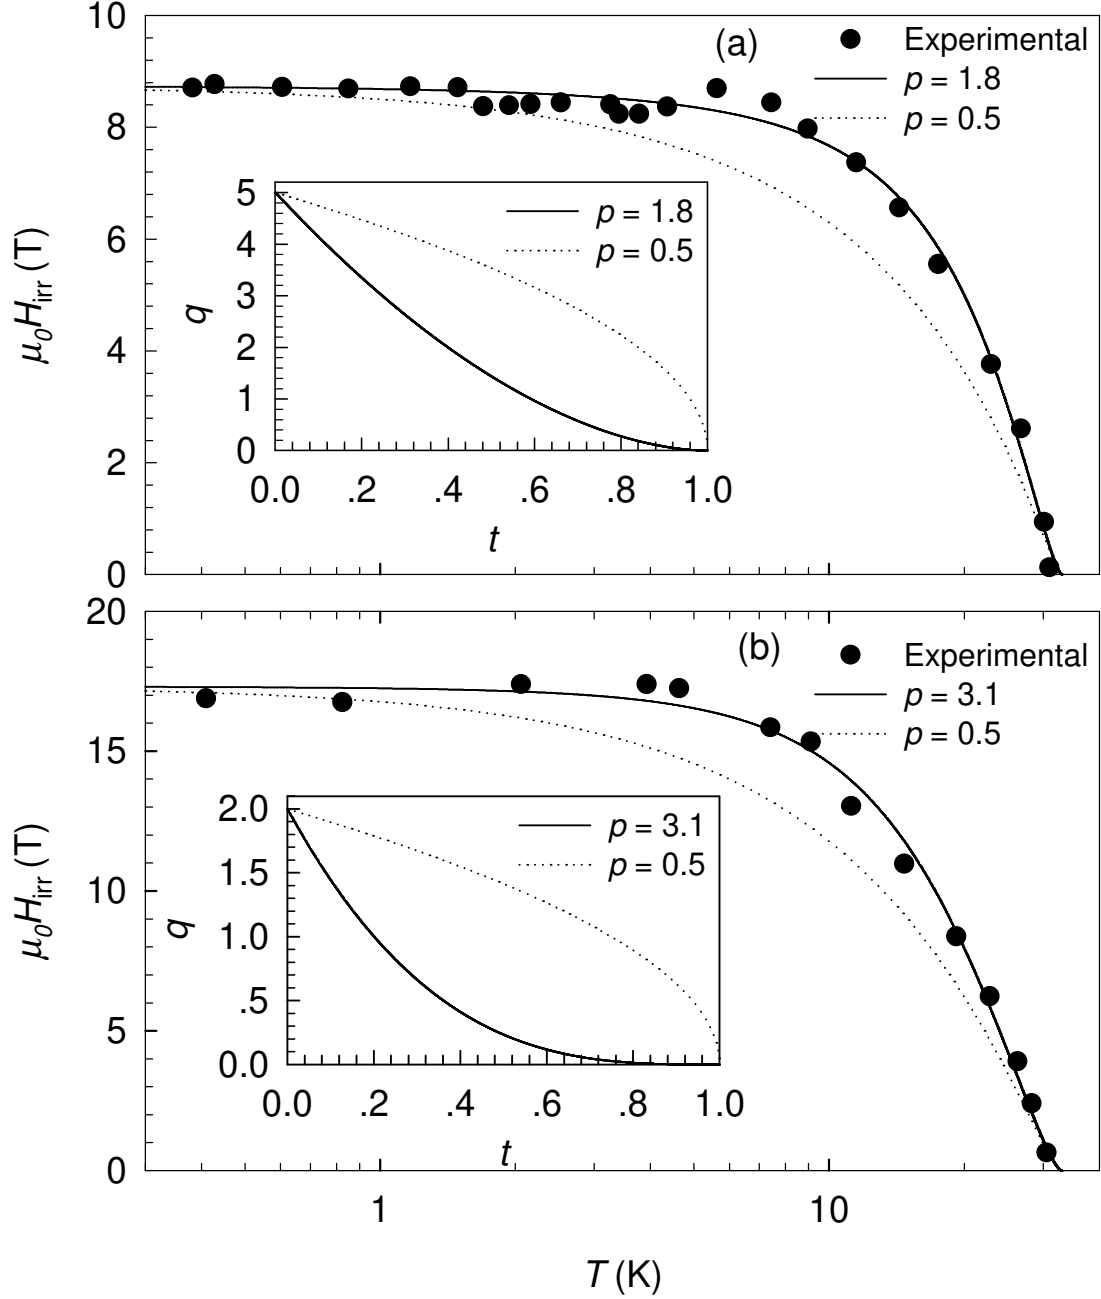 10
8
6
4
2
0
μ0Hirr (T)
(a)
Experimental
p = 1.8
p = 0.5
5
4
3
2
1
0
q
p = 1.8
p = 0.5
0.0 .2 .4 .6 .8 1.0
t
20
15
10
5
0
μ0Hirr (T)
(b)
Experimental
p = 3.1
p = 0.5
2.0
1.5
1.0
.5
0.0
q
p = 3.1
p = 0.5
0.0 .2 .4 .6 .8 1.0
t
1 10
T (K)